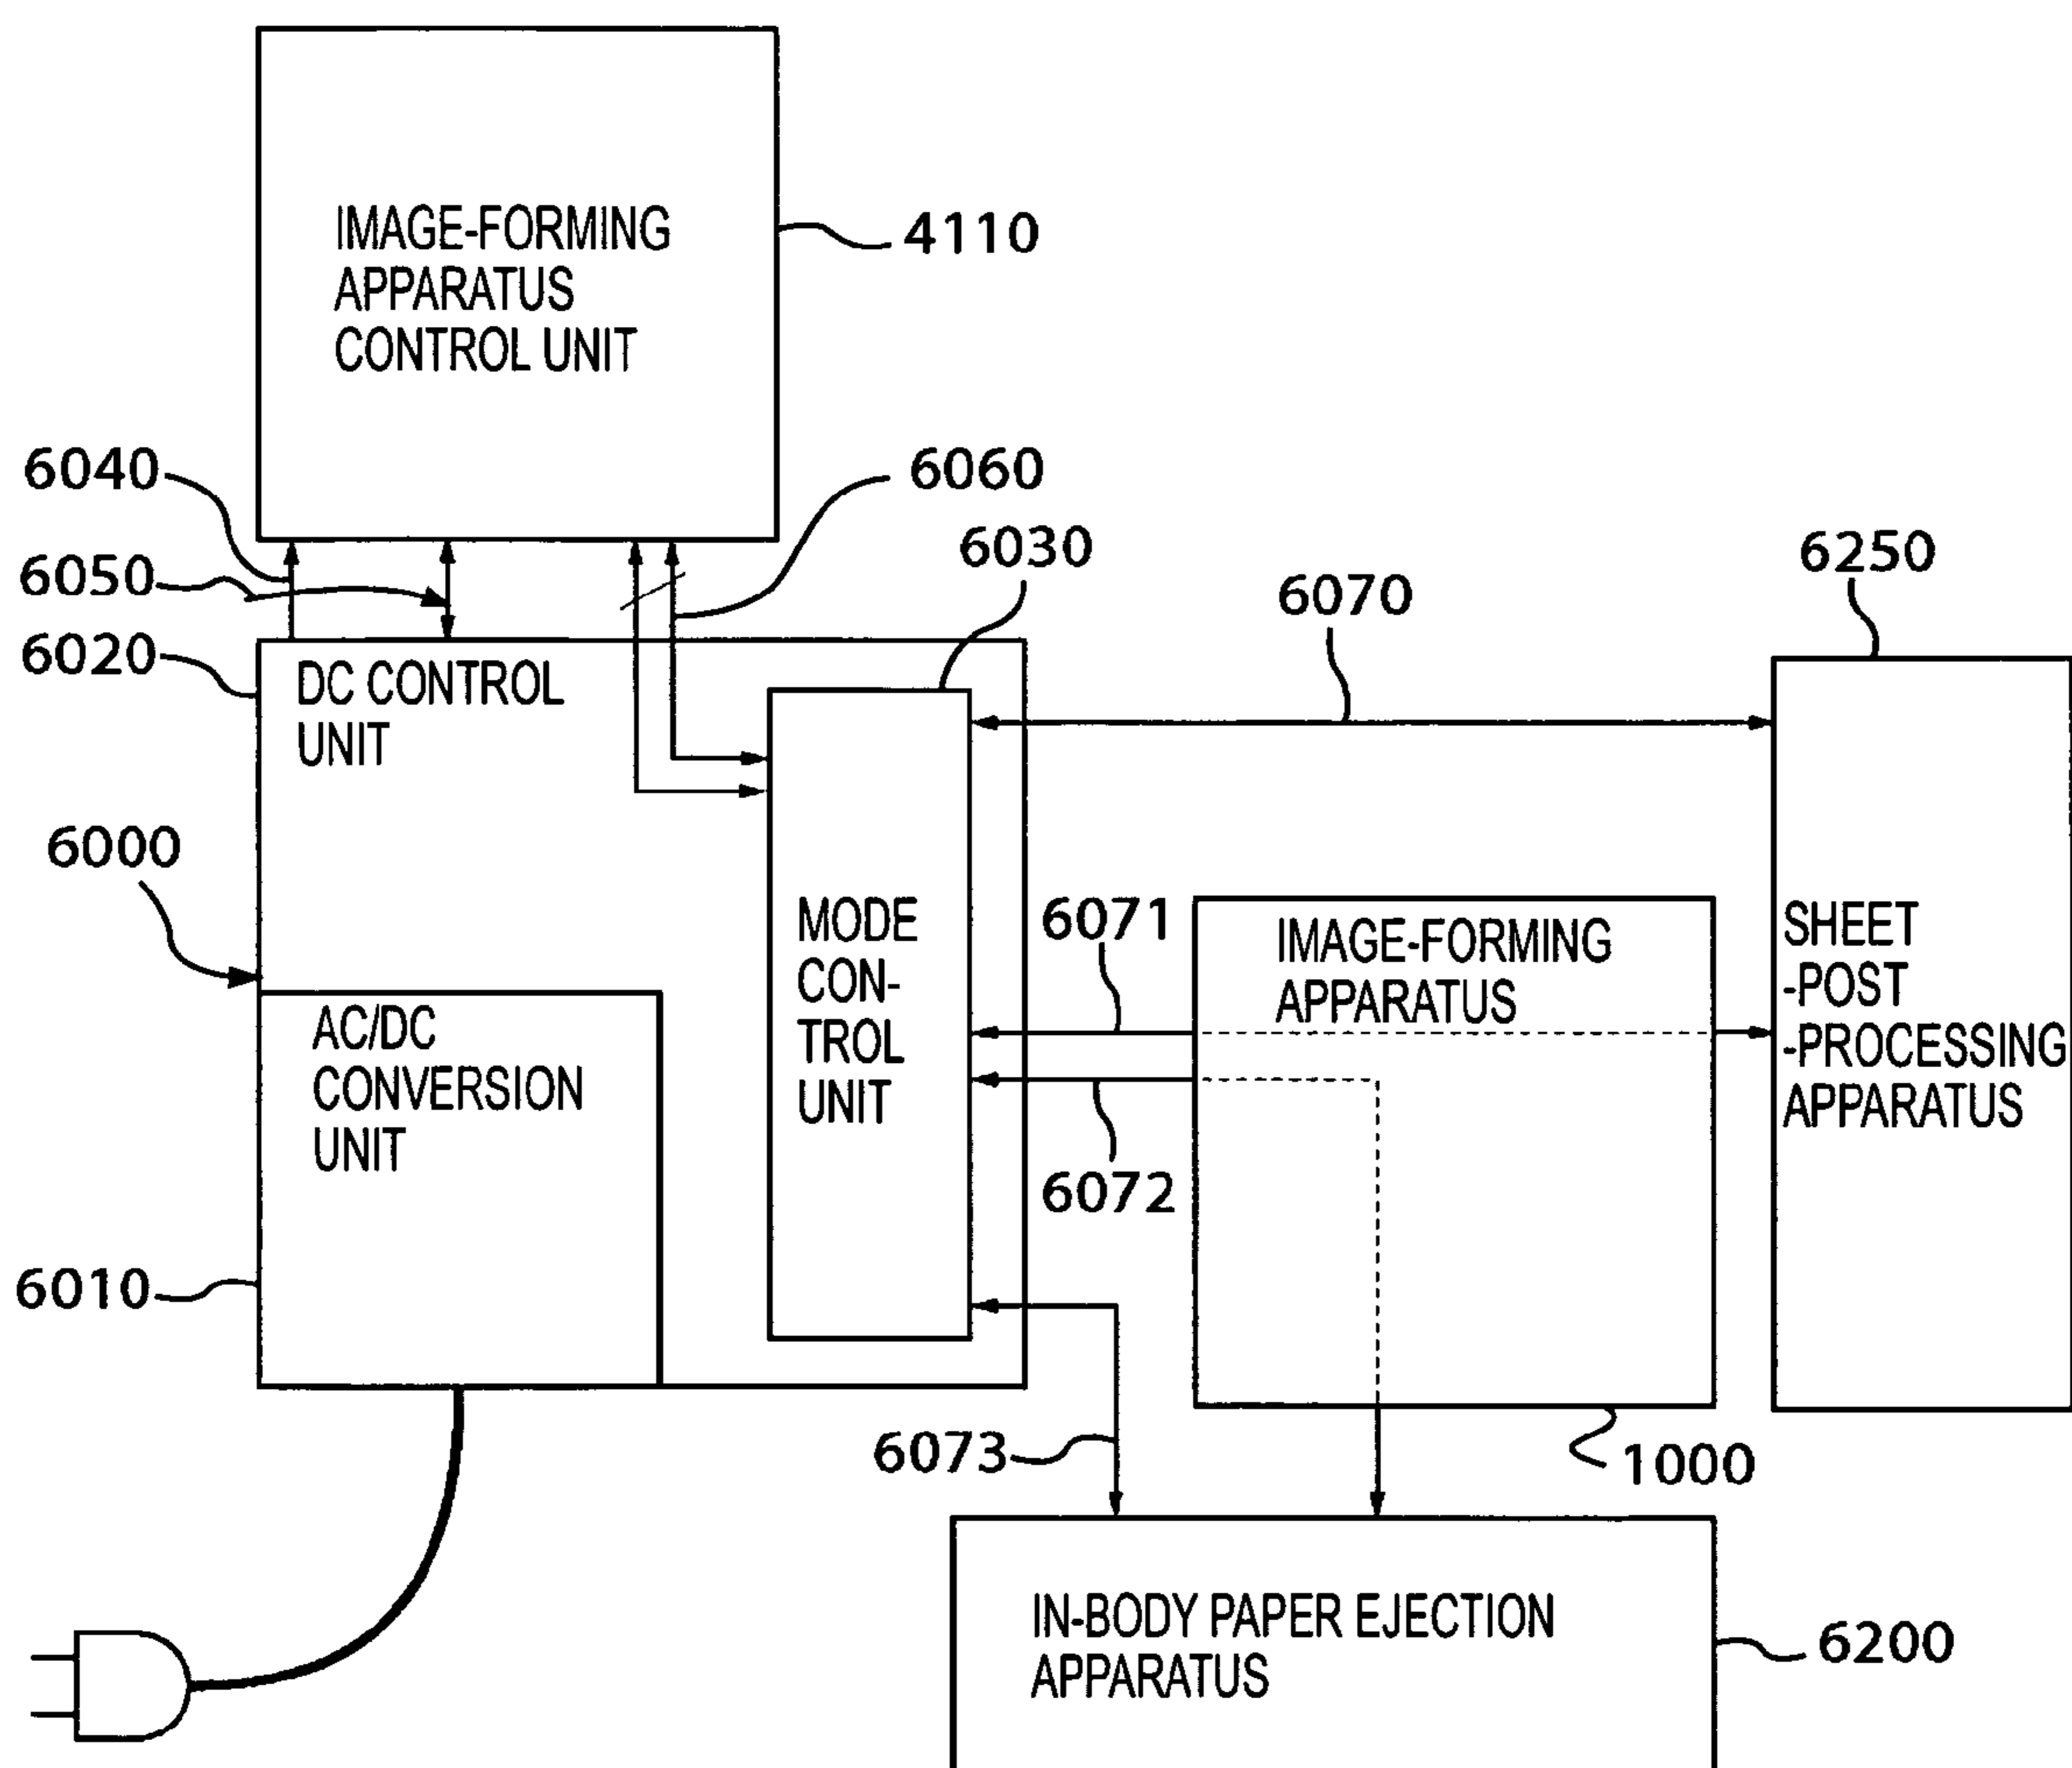 IMAGE-FORMING
APPARATUS
CONTROL UNIT
4110
6040
6060
6030
6050
6070
6250
6020
DC CONTROL
UNIT
6000
MODE
CON-
TROL
UNIT
6071
IMAGE-FORMING
APPARATUS
SHEET
-POST
-PROCESSING
APPARATUS
AC/DC
CONVERSION
UNIT
6072
6010
6073
1000
IN-BODY PAPER EJECTION
APPARATUS
6200